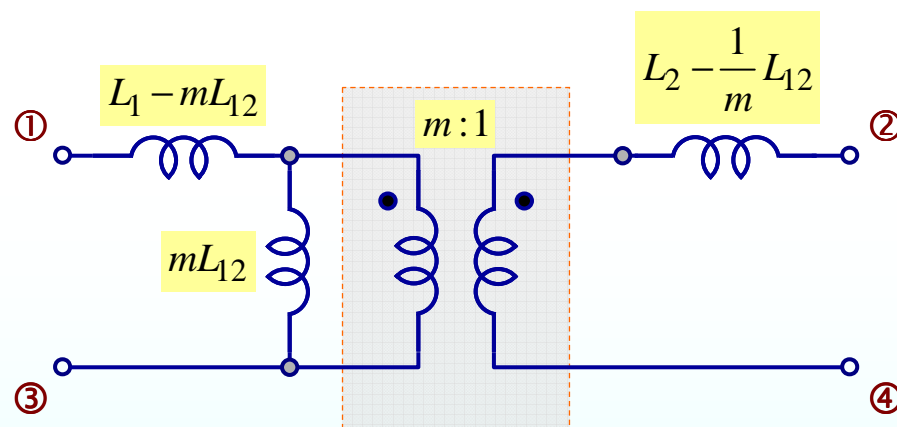 L₁ − mL₁₂
L₂ − 1/m L₁₂
m : 1
①
②
mL₁₂
③
④